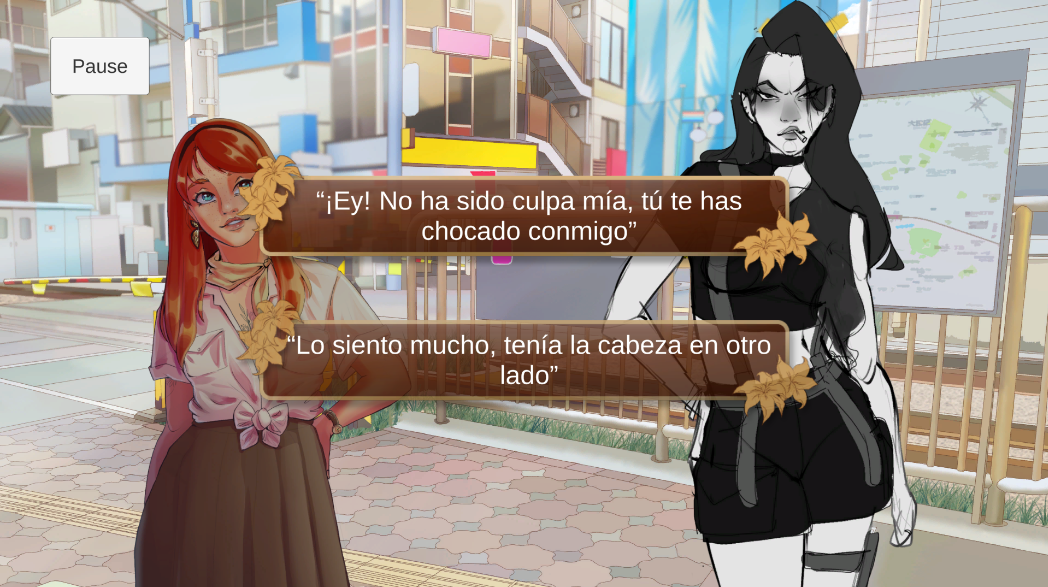 Pause
“¡Ey! No ha sido culpa mía, tú te has
chocado conmigo”
“Lo siento mucho, tenía la cabeza en otro
lado”